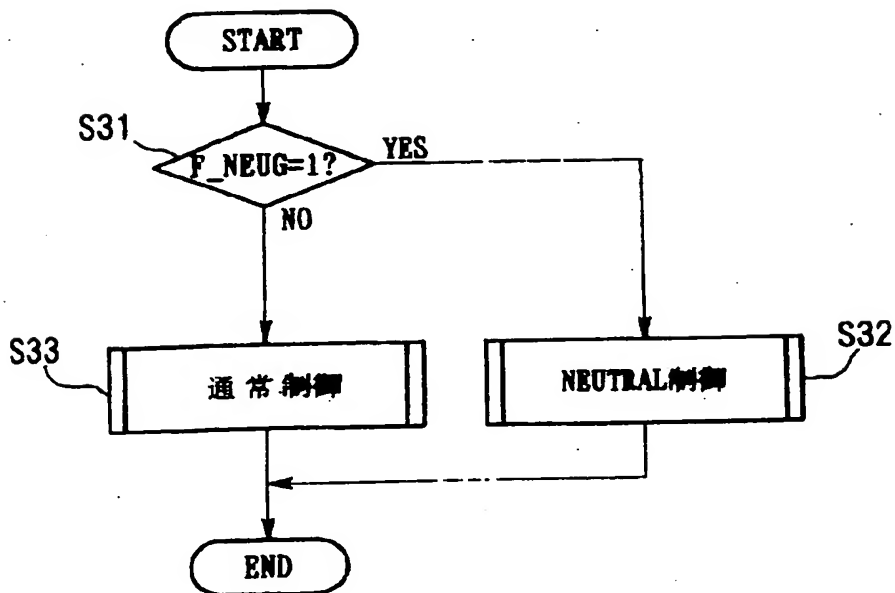 START
S31
F_NEUG=1?
YES
NO
S33
通常制御
NEUTRAL制御
S32
END